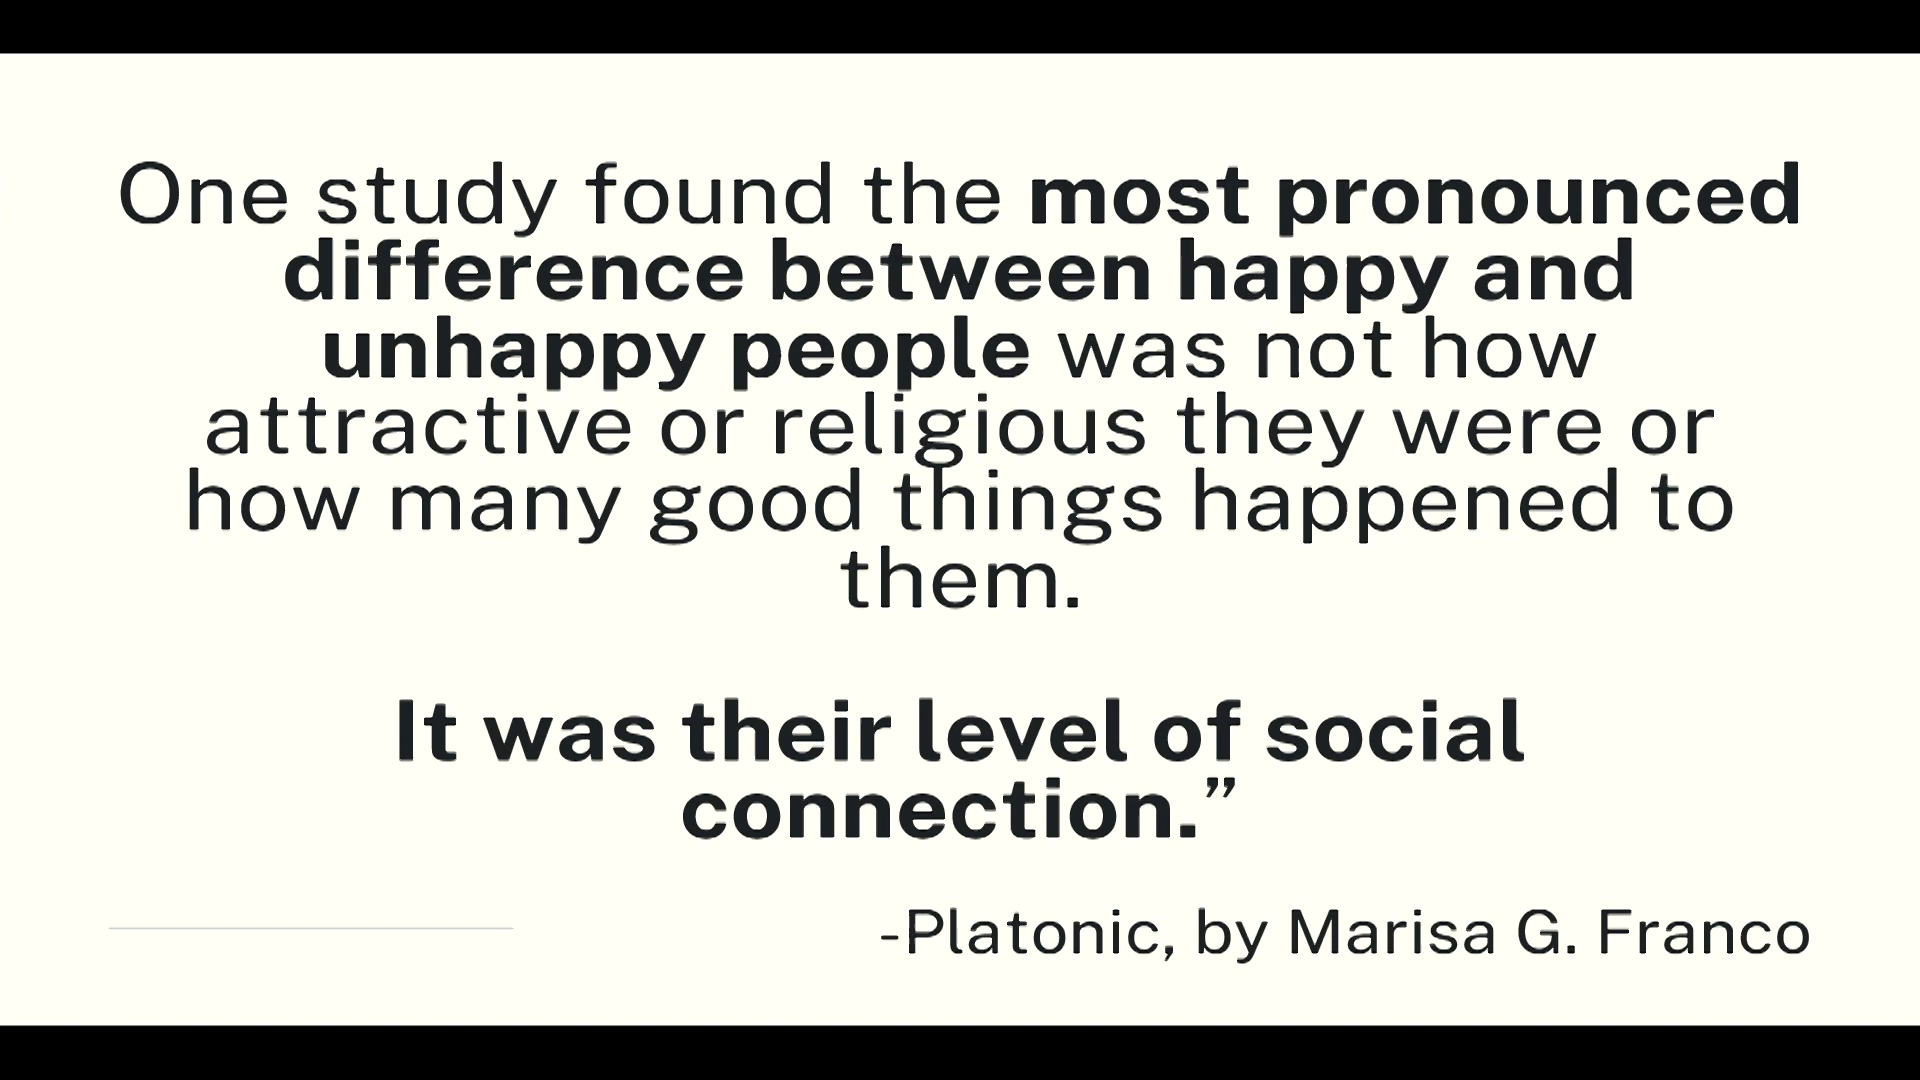 One study found the most pronounced
difference between happy and
unhappy people was not how
attractive or religious they were or
how many good things happened to
them.
It was their level of social
connection.”
-Platonic, by Marisa G. Franco